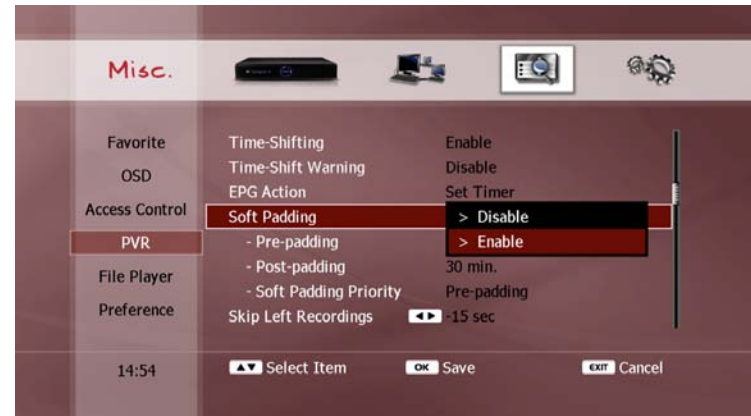 Misc.
Favorite
OSD
Access Control
PVR
File Player
Preference
14:54
Time-Shifting Enable
Time-Shift Warning Disable
EPG Action Set Timer
Soft Padding > Disable
- Pre-padding > Enable
- Post-padding 30 min.
- Soft Padding Priority Pre-padding
Skip Left Recordings -15 sec
Select Item OK Save EXIT Cancel